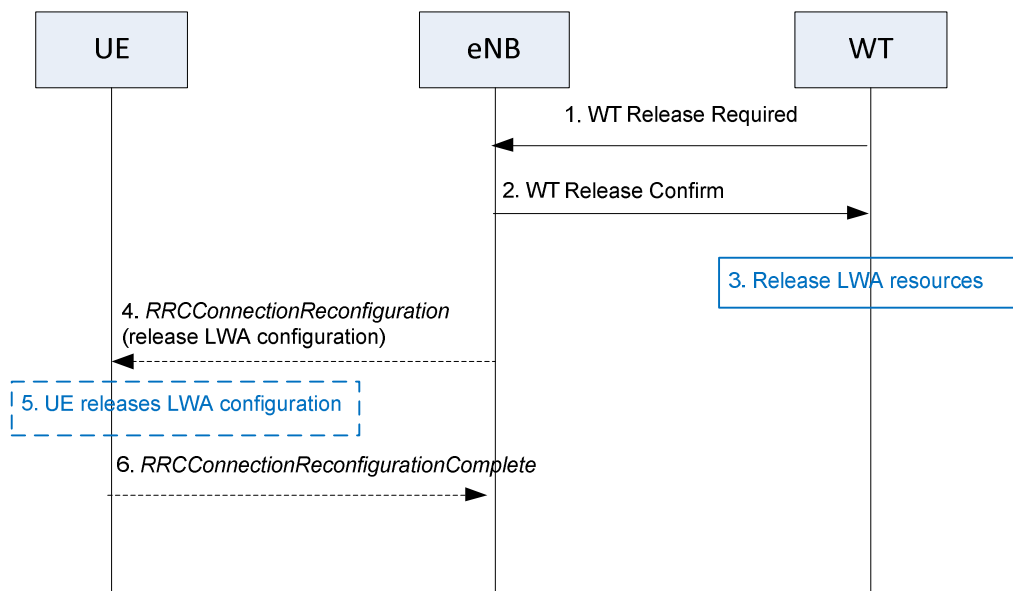 UE
eNB
WT
1. WT Release Required
2. WT Release Confirm
3. Release LWA resources
4. RRCConnectionReconfiguration
(release LWA configuration)
5. UE releases LWA configuration
6. RRCConnectionReconfigurationComplete